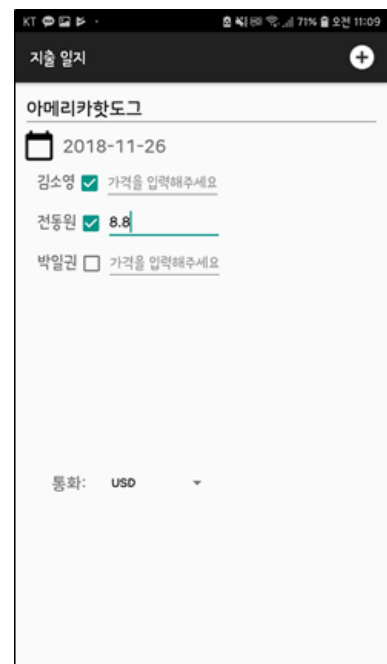 KT 71% 오전 11:09
지출 일지
아메리카핫도그
2018-11-26
김소영 가격을 입력해주세요
전동원 8.8
박일권 가격을 입력해주세요
통화: USD